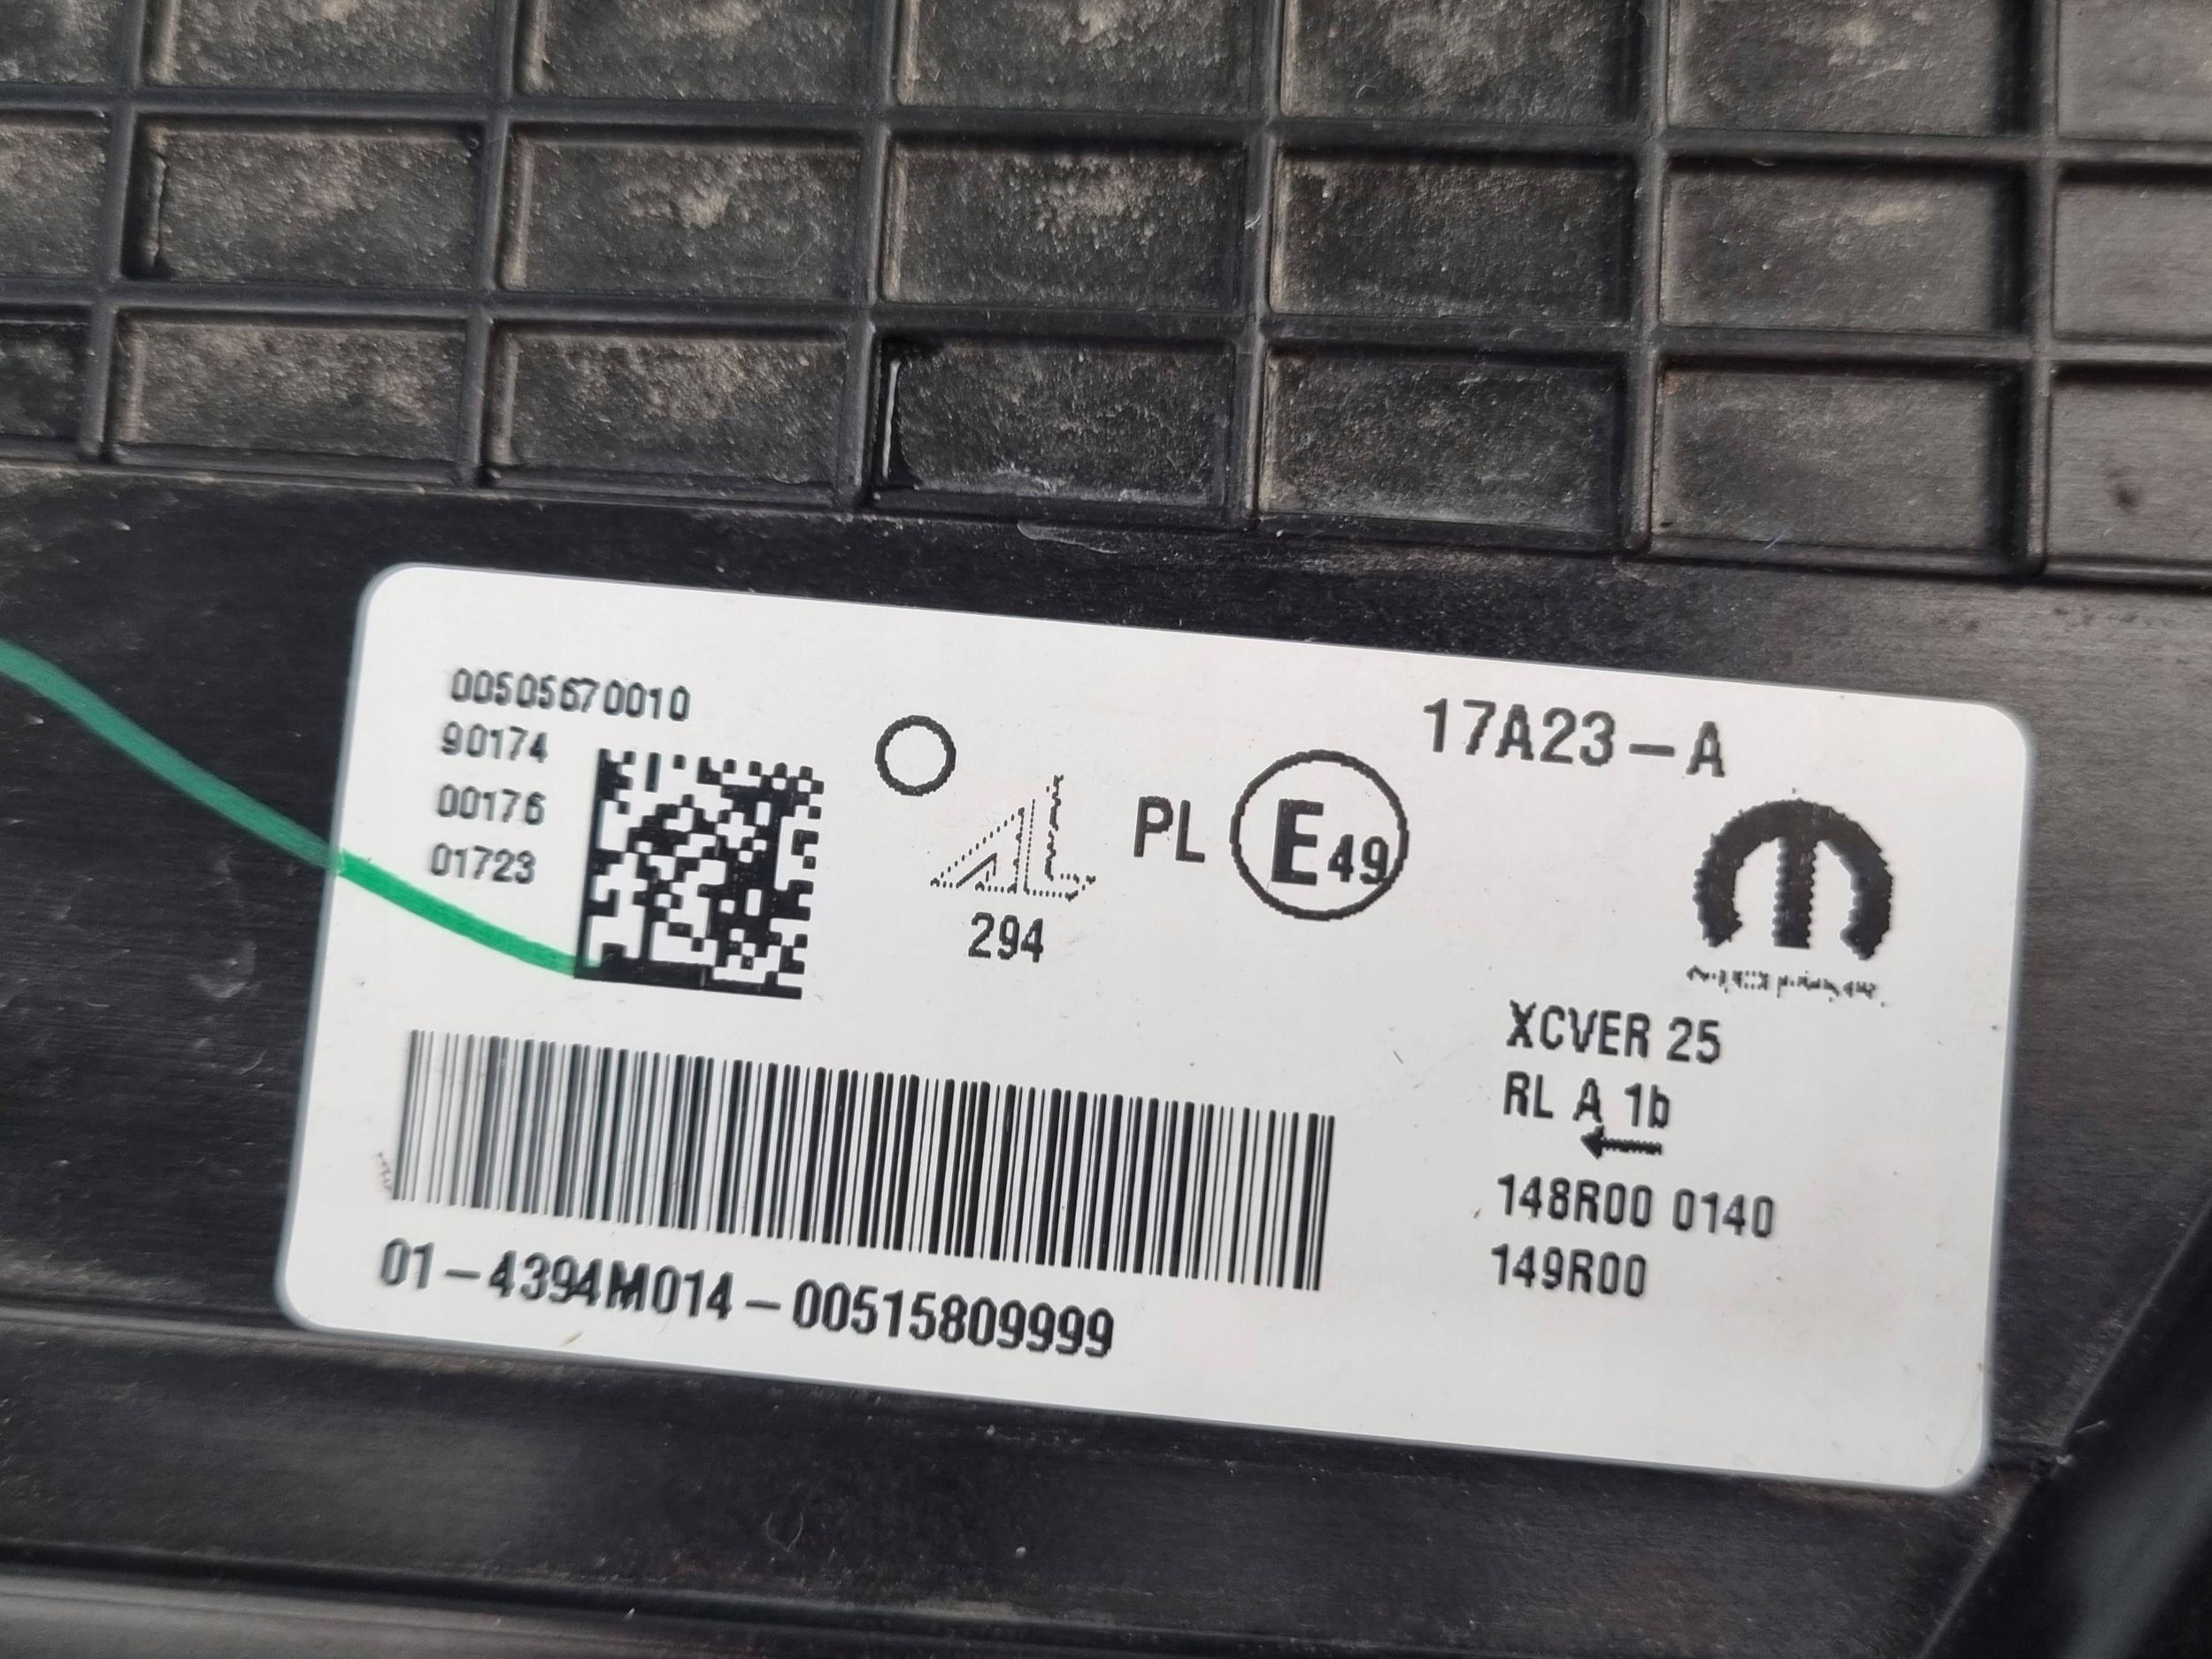 00505670010
90174
00176
01723
294
PL
E49
17A23-A
XCVER 25
RL A 1b
←
148R00 0140
149R00
01-4394M014-00515809999